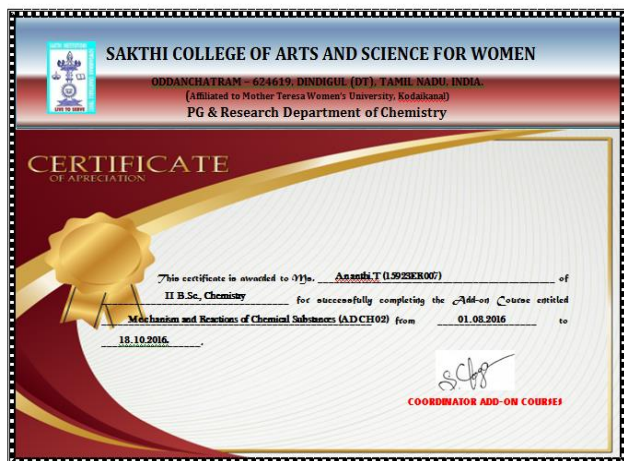 SAKTHI COLLEGE OF ARTS AND SCIENCE FOR WOMEN
ODDANCHATRAM – 624619, DINDIGUL (DT), TAMIL NADU, INDIA.
(Affiliated to Mother Teresa Women's University, Kodaikanal)
PG & Research Department of Chemistry
LIVE TO SERVE
CERTIFICATE
OF APRECIATION
This certificate is awarded to Ms. Ananthi.T (1592SER007) of
II B.Sc., Chemistry for successfully completing the Add-on Course entitled
Mechanism and Reactions of Chemical Substances (ADCH02) from 01.08.2016 to
18.10.2016.
COORDINATOR ADD-ON COURSES